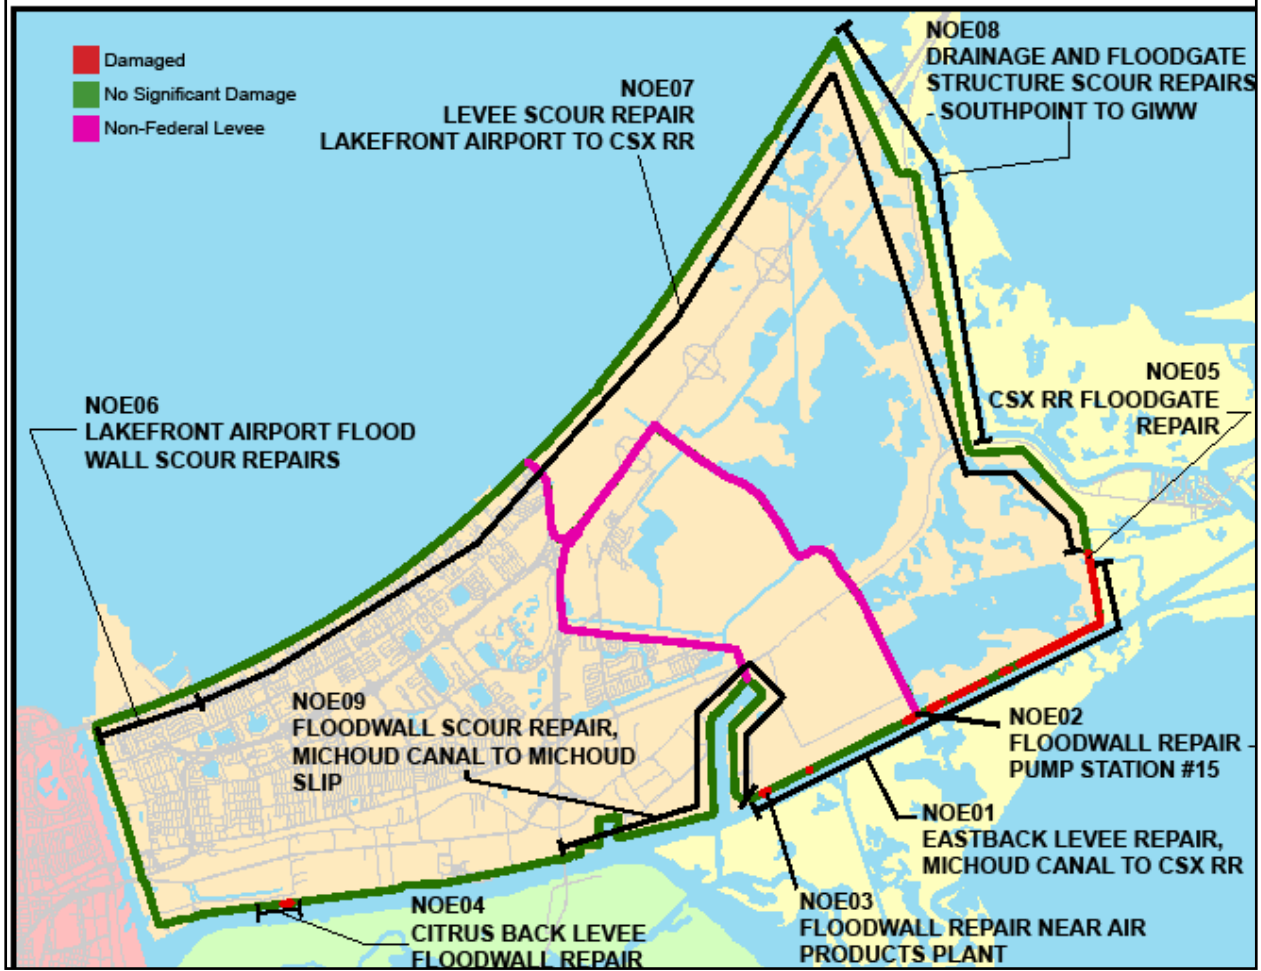 Damaged
No Significant Damage
Non-Federal Levee
NOE08
DRAINAGE AND FLOODGATE
STRUCTURE SCOUR REPAIRS
- SOUTHPOINT TO GIWW
NOE07
LEVEE SCOUR REPAIR
LAKEFRONT AIRPORT TO CSX RR
NOE05
CSX RR FLOODGATE
REPAIR
NOE06
LAKEFRONT AIRPORT FLOOD
WALL SCOUR REPAIRS
NOE09
FLOODWALL SCOUR REPAIR,
MICHOUD CANAL TO MICHOUD
SLIP
NOE02
FLOODWALL REPAIR -
PUMP STATION #15
NOE01
EASTBACK LEVEE REPAIR,
MICHOUD CANAL TO CSX RR
NOE03
FLOODWALL REPAIR NEAR AIR
PRODUCTS PLANT
NOE04
CITRUS BACK LEVEE
FLOODWALL REPAIR